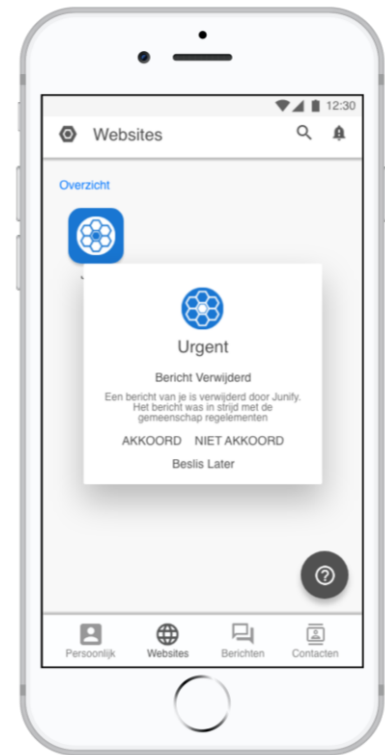 12:30
Websites
Overzicht
Urgent
Bericht Verwijderd
Een bericht van je is verwijderd door Junify.
Het bericht was in strijd met de
gemeenschap regelementen
AKKOORD NIET AKKOORD
Beslis Later
Persoonlijk Websites Berichten Contacten